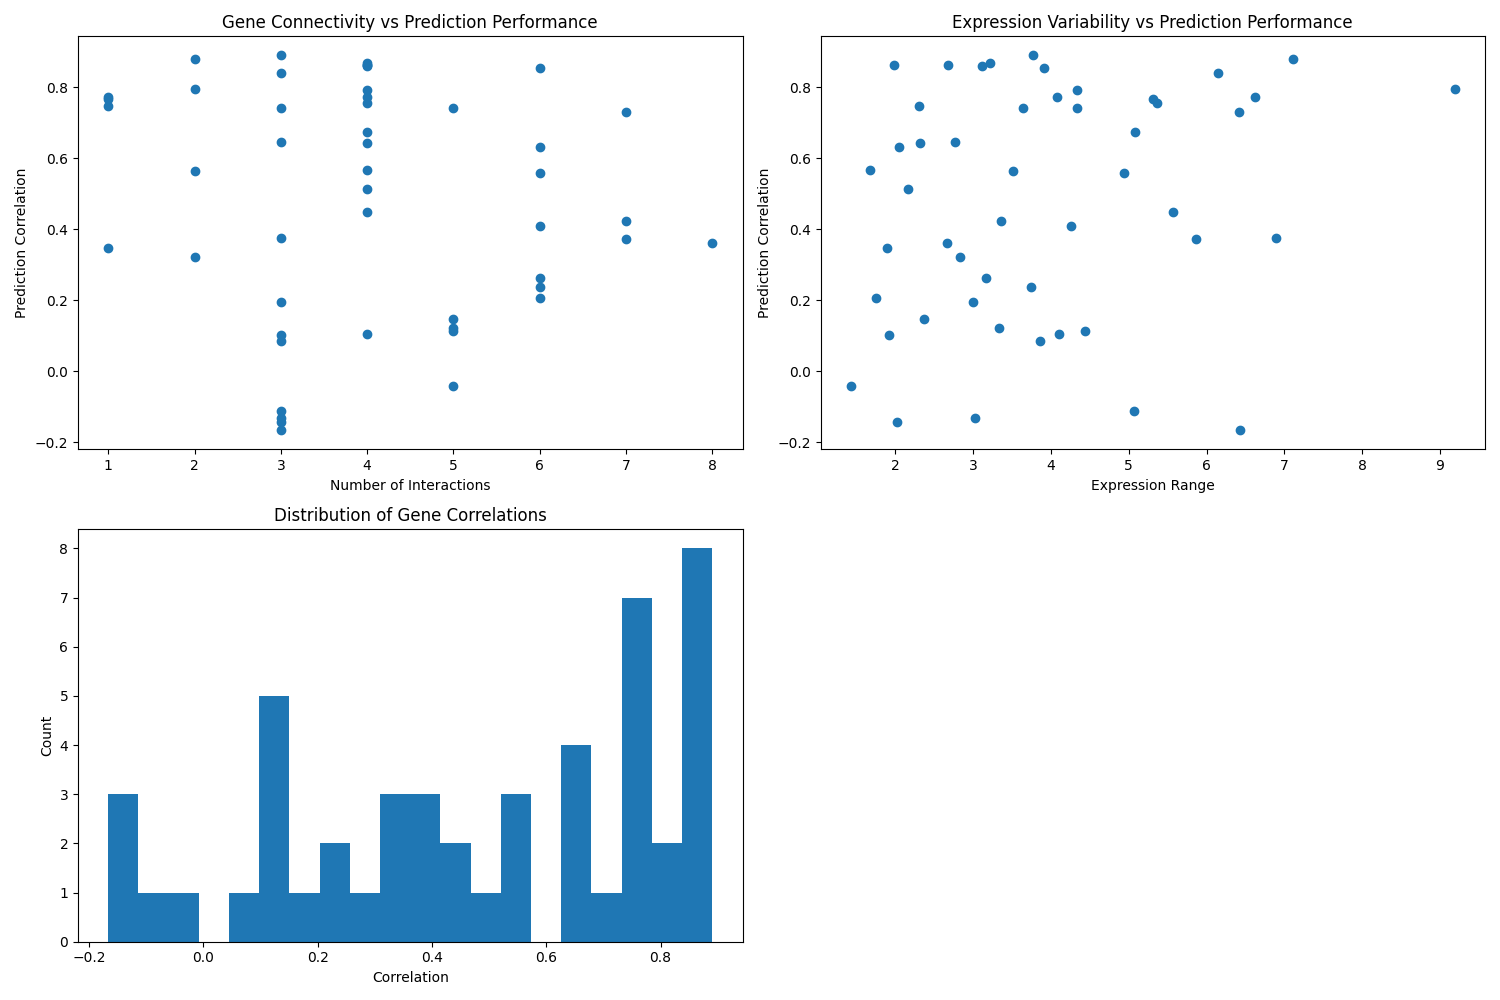 Gene Connectivity vs Prediction Performance
Prediction Correlation
0.8
0.6
0.4
0.2
0.0
−0.2
1 2 3 4 5 6 7 8
Number of Interactions
Expression Variability vs Prediction Performance
Prediction Correlation
0.8
0.6
0.4
0.2
0.0
−0.2
2 3 4 5 6 7 8 9
Expression Range
Distribution of Gene Correlations
Count
8
7
6
5
4
3
2
1
0
−0.2 0.0 0.2 0.4 0.6 0.8
Correlation